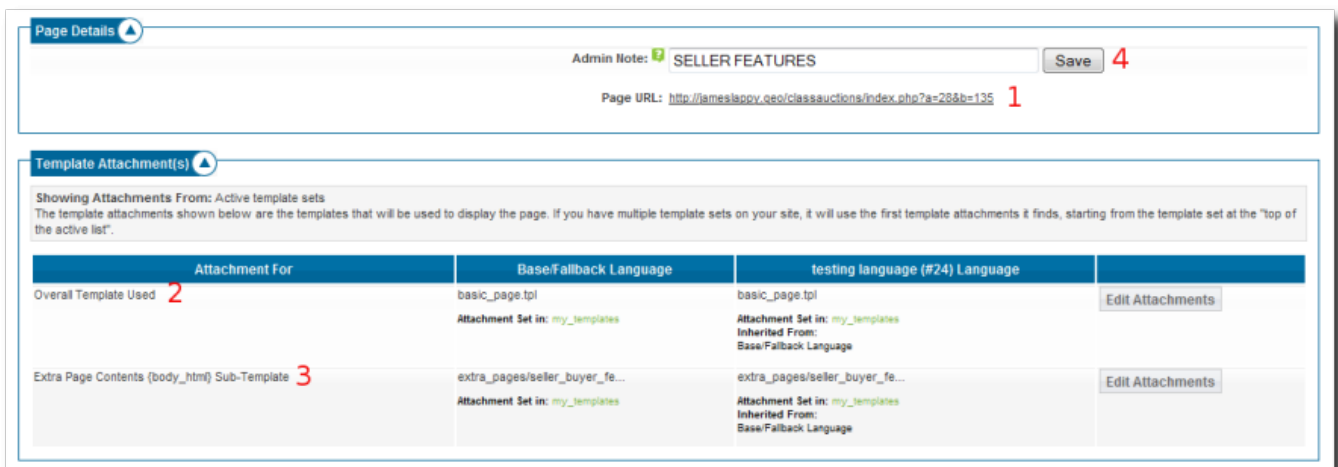 Page Details
Admin Note: SELLER FEATURES Save 4
Page URL: http://jameslappy.geo/classauctions/index.php?a=28&b=135 1
Template Attachment(s)
Showing Attachments From: Active template sets
The template attachments shown below are the templates that will be used to display the page. If you have multiple template sets on your site, it will use the first template attachments it finds, starting from the template set at the "top of
the active list".
Attachment For Base/Fallback Language testing language (#24) Language
Overall Template Used 2 basic_page.tpl basic_page.tpl Edit Attachments
Attachment Set in: my_templates Attachment Set in: my_templates
Inherited From:
Base/Fallback Language
Extra Page Contents {body_html} Sub-Template 3 extra_pages/seller_buyer_fe... extra_pages/seller_buyer_fe... Edit Attachments
Attachment Set in: my_templates Attachment Set in: my_templates
Inherited From:
Base/Fallback Language